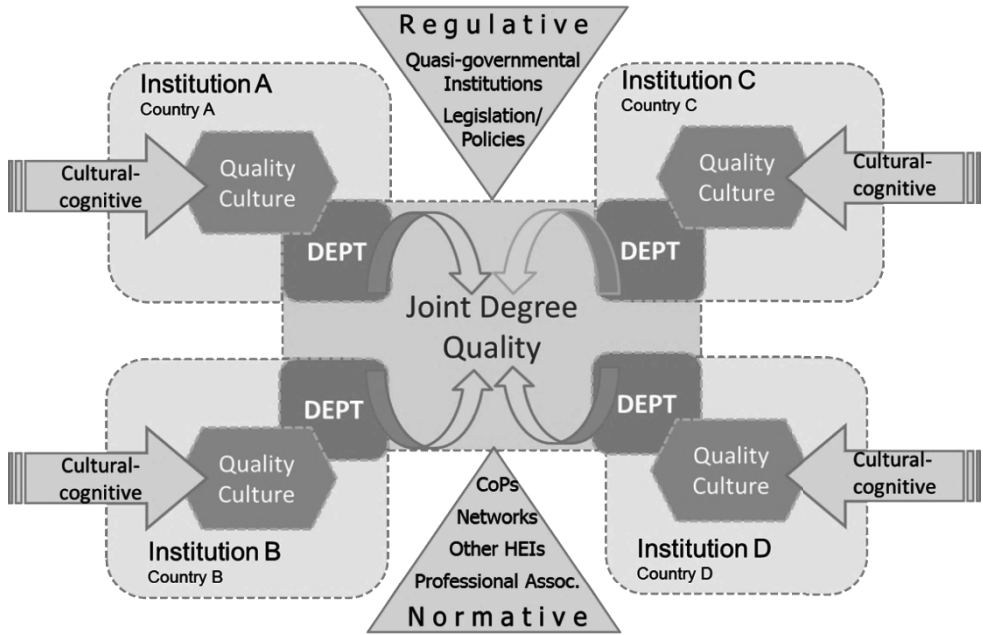 Regulative
Quasi-governmental
Institutions
Legislation/
Policies
Institution A
Country A
Cultural-
cognitive
Quality
Culture
DEPT
Institution C
Country C
Quality
Culture
Cultural-
cognitive
DEPT
Joint Degree
Quality
DEPT
Cultural-
cognitive
Quality
Culture
Institution B
Country B
DEPT
Quality
Culture
Cultural-
cognitive
Institution D
Country D
CoPs
Networks
Other HEIs
Professional Assoc.
Normative